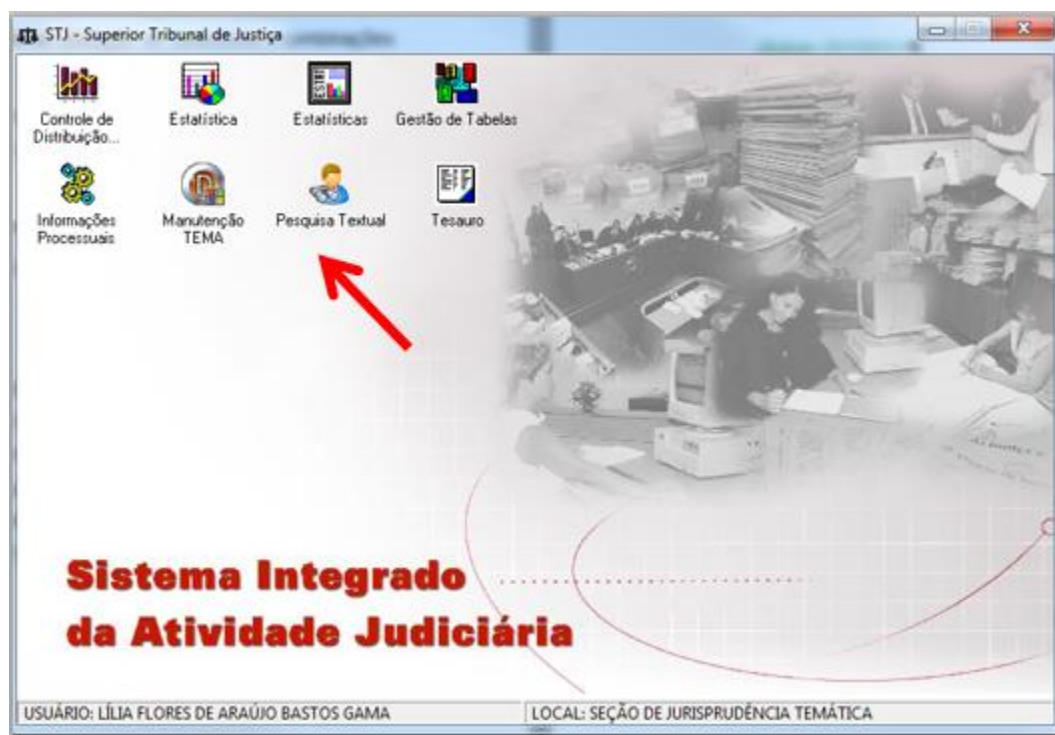 STJ - Superior Tribunal de Justiça
Controle de
Distribuição...
Estatística
Estatísticas
Gestão de Tabelas
Informações
Processuais
Manutenção
TEMA
Pesquisa Textual
Tesauro
Sistema Integrado
da Atividade Judiciária
USUÁRIO: LÍLIA FLORES DE ARAÚJO BASTOS GAMA
LOCAL: SEÇÃO DE JURISPRUDÊNCIA TEMÁTICA